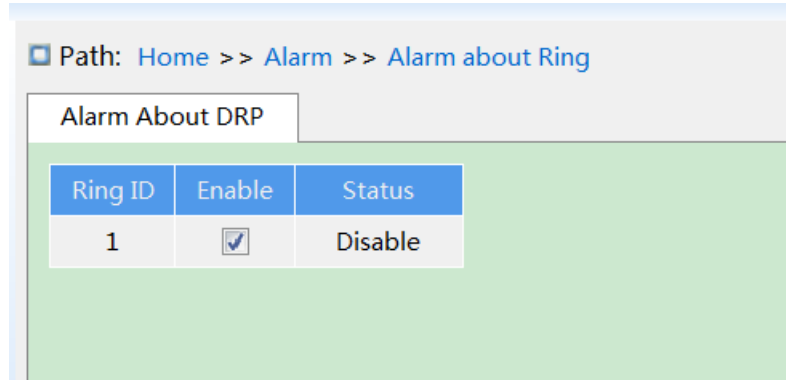 Path: Home >> Alarm >> Alarm about Ring
Alarm About DRP
Ring ID Enable Status
1 Disable